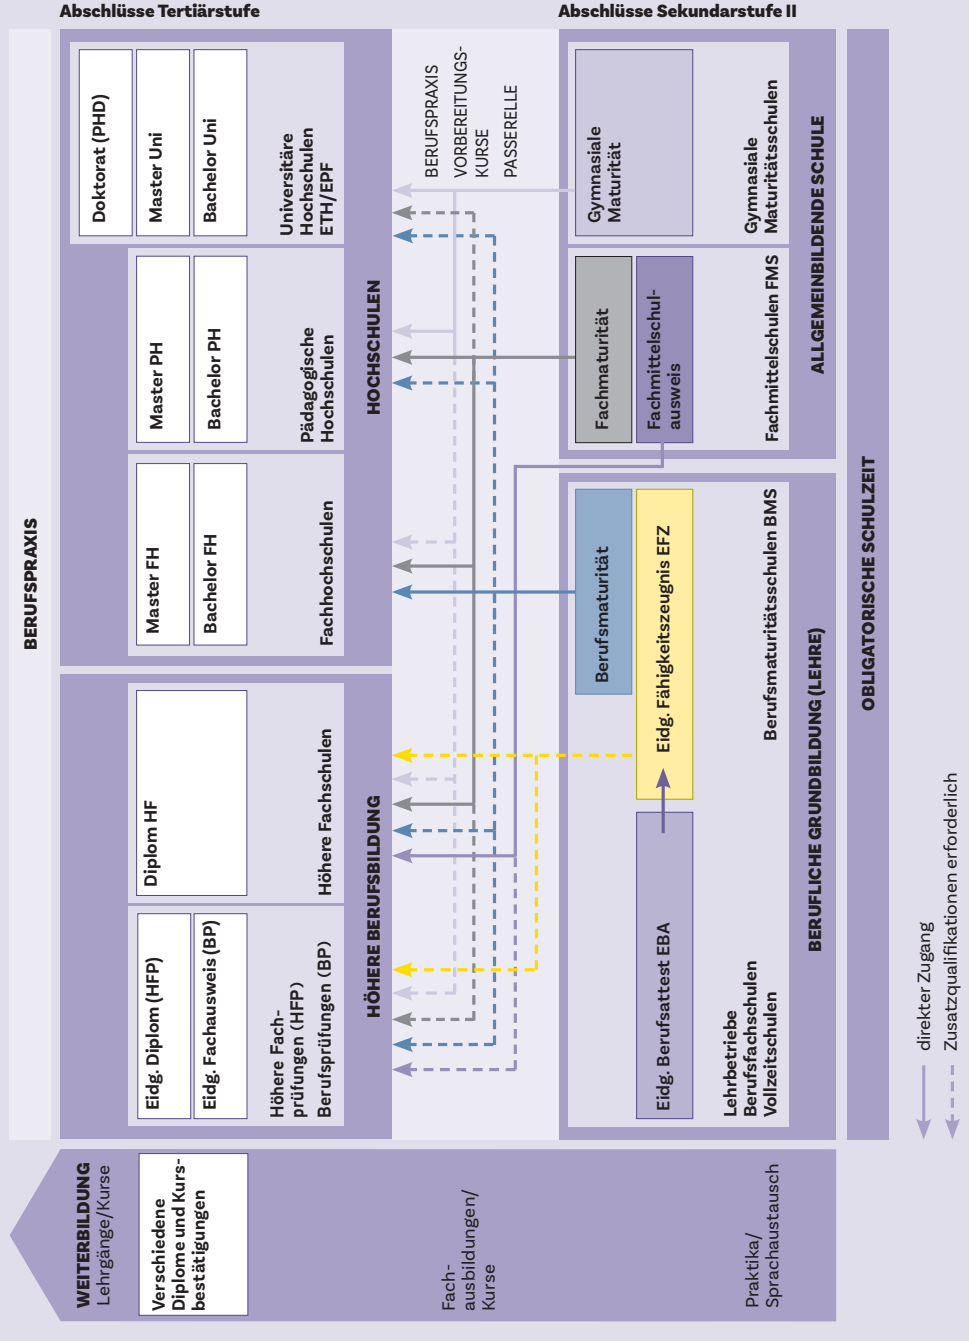 Abschlüsse Tertiärstufe
Abschlüsse Sekundarstufe II
BERUFSPRAXIS
WEITERBILDUNG
Lehrgänge/Kurse
Verschiedene
Diplome und Kurs-
bestätigungen
Fach-
ausbildungen/
Kurse
Praktika/
Sprachaustausch
Eidg. Diplom (HFP)
Eidg. Fachausweis (BP)
Höhere Fach-
prüfungen (HFP)
Berufsprüfungen (BP)
Diplom HF
Höhere Fachschulen
HÖHERE BERUFSBILDUNG
Master FH
Bachelor FH
Fachhochschulen
Master PH
Bachelor PH
Pädagogische
Hochschulen
Doktorat (PHD)
Master Uni
Bachelor Uni
Universitäre
Hochschulen
ETH/EPF
HOCHSCHULEN
BERUFSPRAXIS
VORBEREITUNGS-
KURSE
PASSERELLE
Eidg. Berufsattest EBA
Eidg. Fähigkeitszeugnis EFZ
Berufsmaturität
Lehrbetriebe
Berufsfachschulen
Vollzeitschulen
Berufsmaturitätsschulen BMS
BERUFLICHE GRUNDBILDUNG (LEHRE)
Fachmaturität
Fachmittelschul-
ausweis
Fachmittelschulen FMS
Gymnasiale
Maturität
Gymnasiale
Maturitätsschulen
ALLGEMEINBILDENDE SCHULE
OBLIGATORISCHE SCHULZEIT
direkter Zugang
Zusatzqualifikationen erforderlich